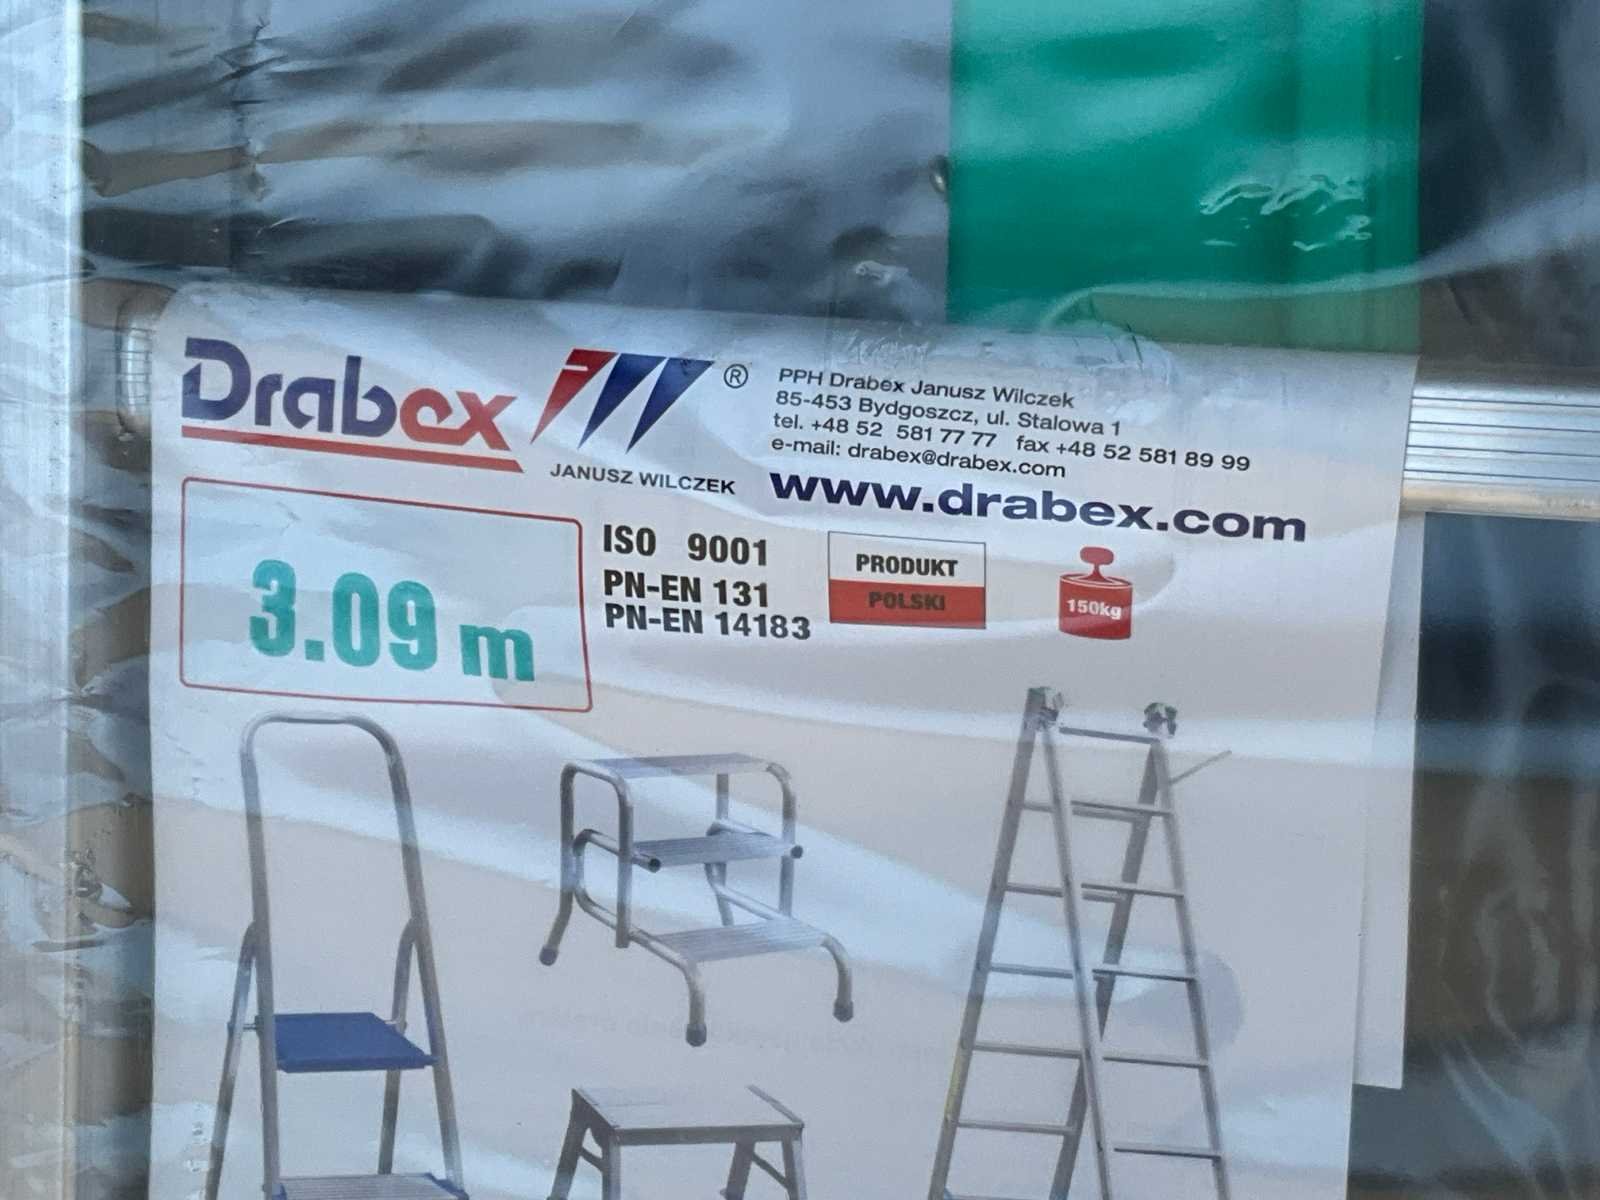 Drabex ®
JANUSZ WILCZEK
PPH Drabex Janusz Wilczek
85-453 Bydgoszcz, ul. Stalowa 1
tel. +48 52 581 77 77 fax +48 52 581 89 99
e-mail: drabex@drabex.com
www.drabex.com
3.09 m
ISO 9001
PN-EN 131
PN-EN 14183
PRODUKT
POLSKI
150kg